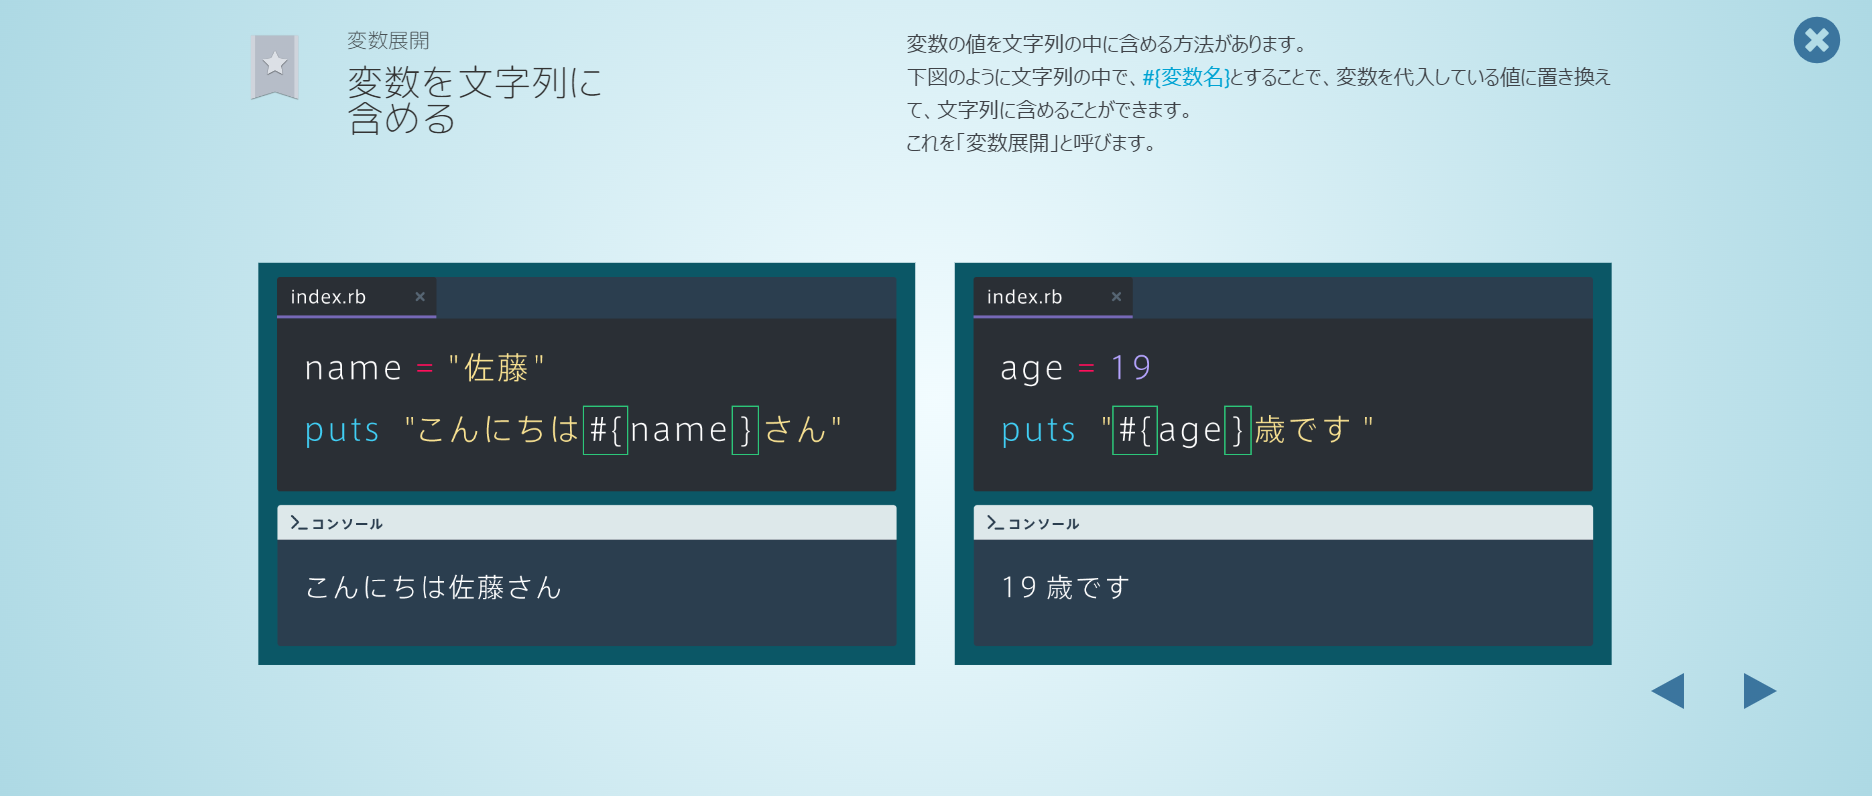 変数展開
変数を文字列に
含める
変数の値を文字列の中に含める方法があります。
下図のように文字列の中で、#{変数名}とすることで、変数を代入している値に置き換え
て、文字列に含めることができます。
これを「変数展開」と呼びます。
index.rb ×
name = "佐藤"
puts "こんにちは#{name}さん"
>_コンソール
こんにちは佐藤さん
index.rb ×
age = 19
puts "#{age}歳です "
>_コンソール
19 歳です